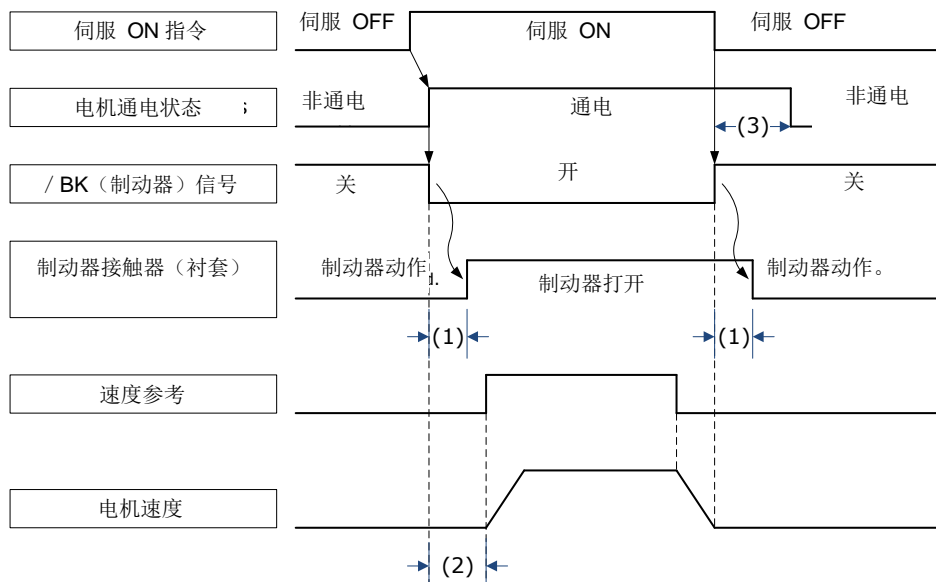 伺服 ON 指令
伺服 OFF
伺服 ON
伺服 OFF
电机通电状态 ;
非通电
通电
非通电
(3)
/ BK（制动器）信号
关
开
关
制动器接触器（衬套）
制动器动作d.
制动器打开
制动器动作。
(1)
(1)
速度参考
电机速度
(2)